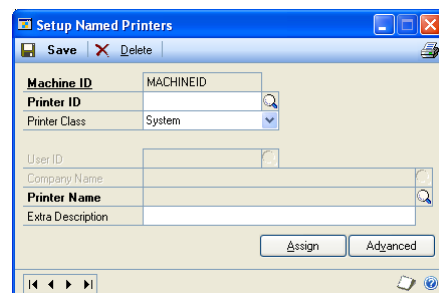 Setup Named Printers
Save Delete
Machine ID MACHINEID
Printer ID
Printer Class System
User ID
Company Name
Printer Name
Extra Description
Assign Advanced